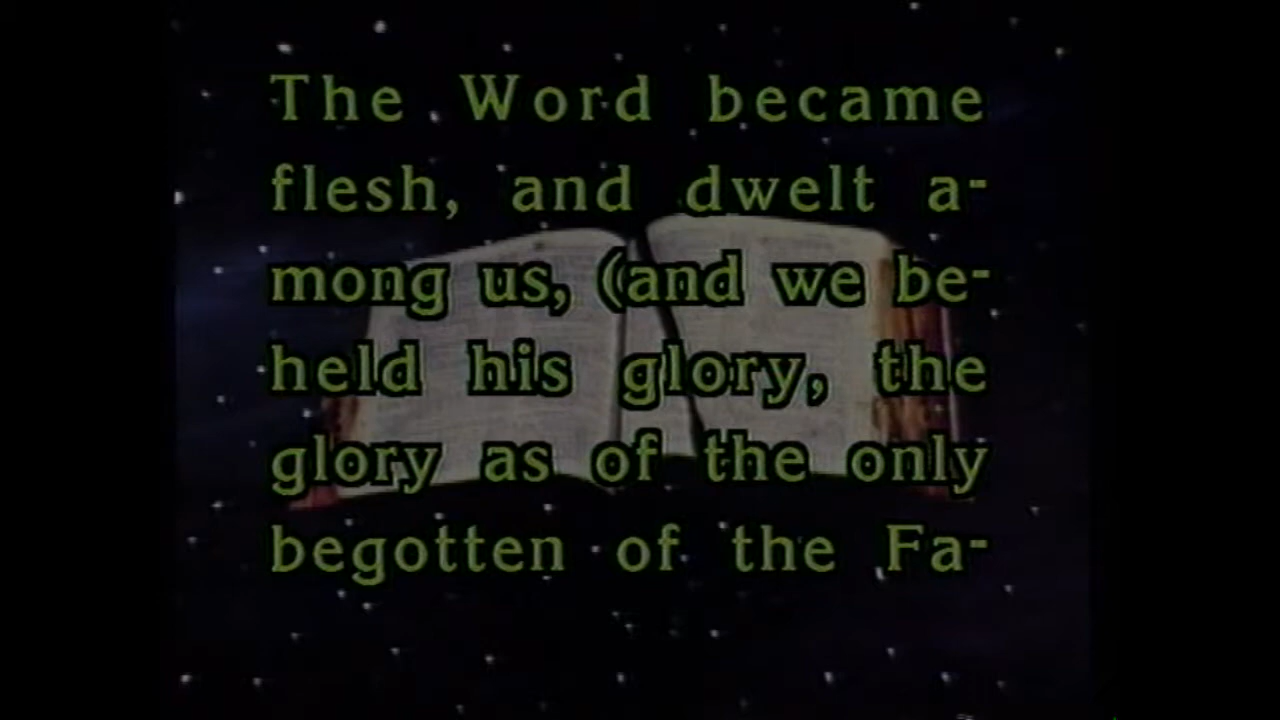 The Word became
flesh, and dwelt a-
mong us, (and we be-
held his glory, the
glory as of the only
begotten of the Fa-